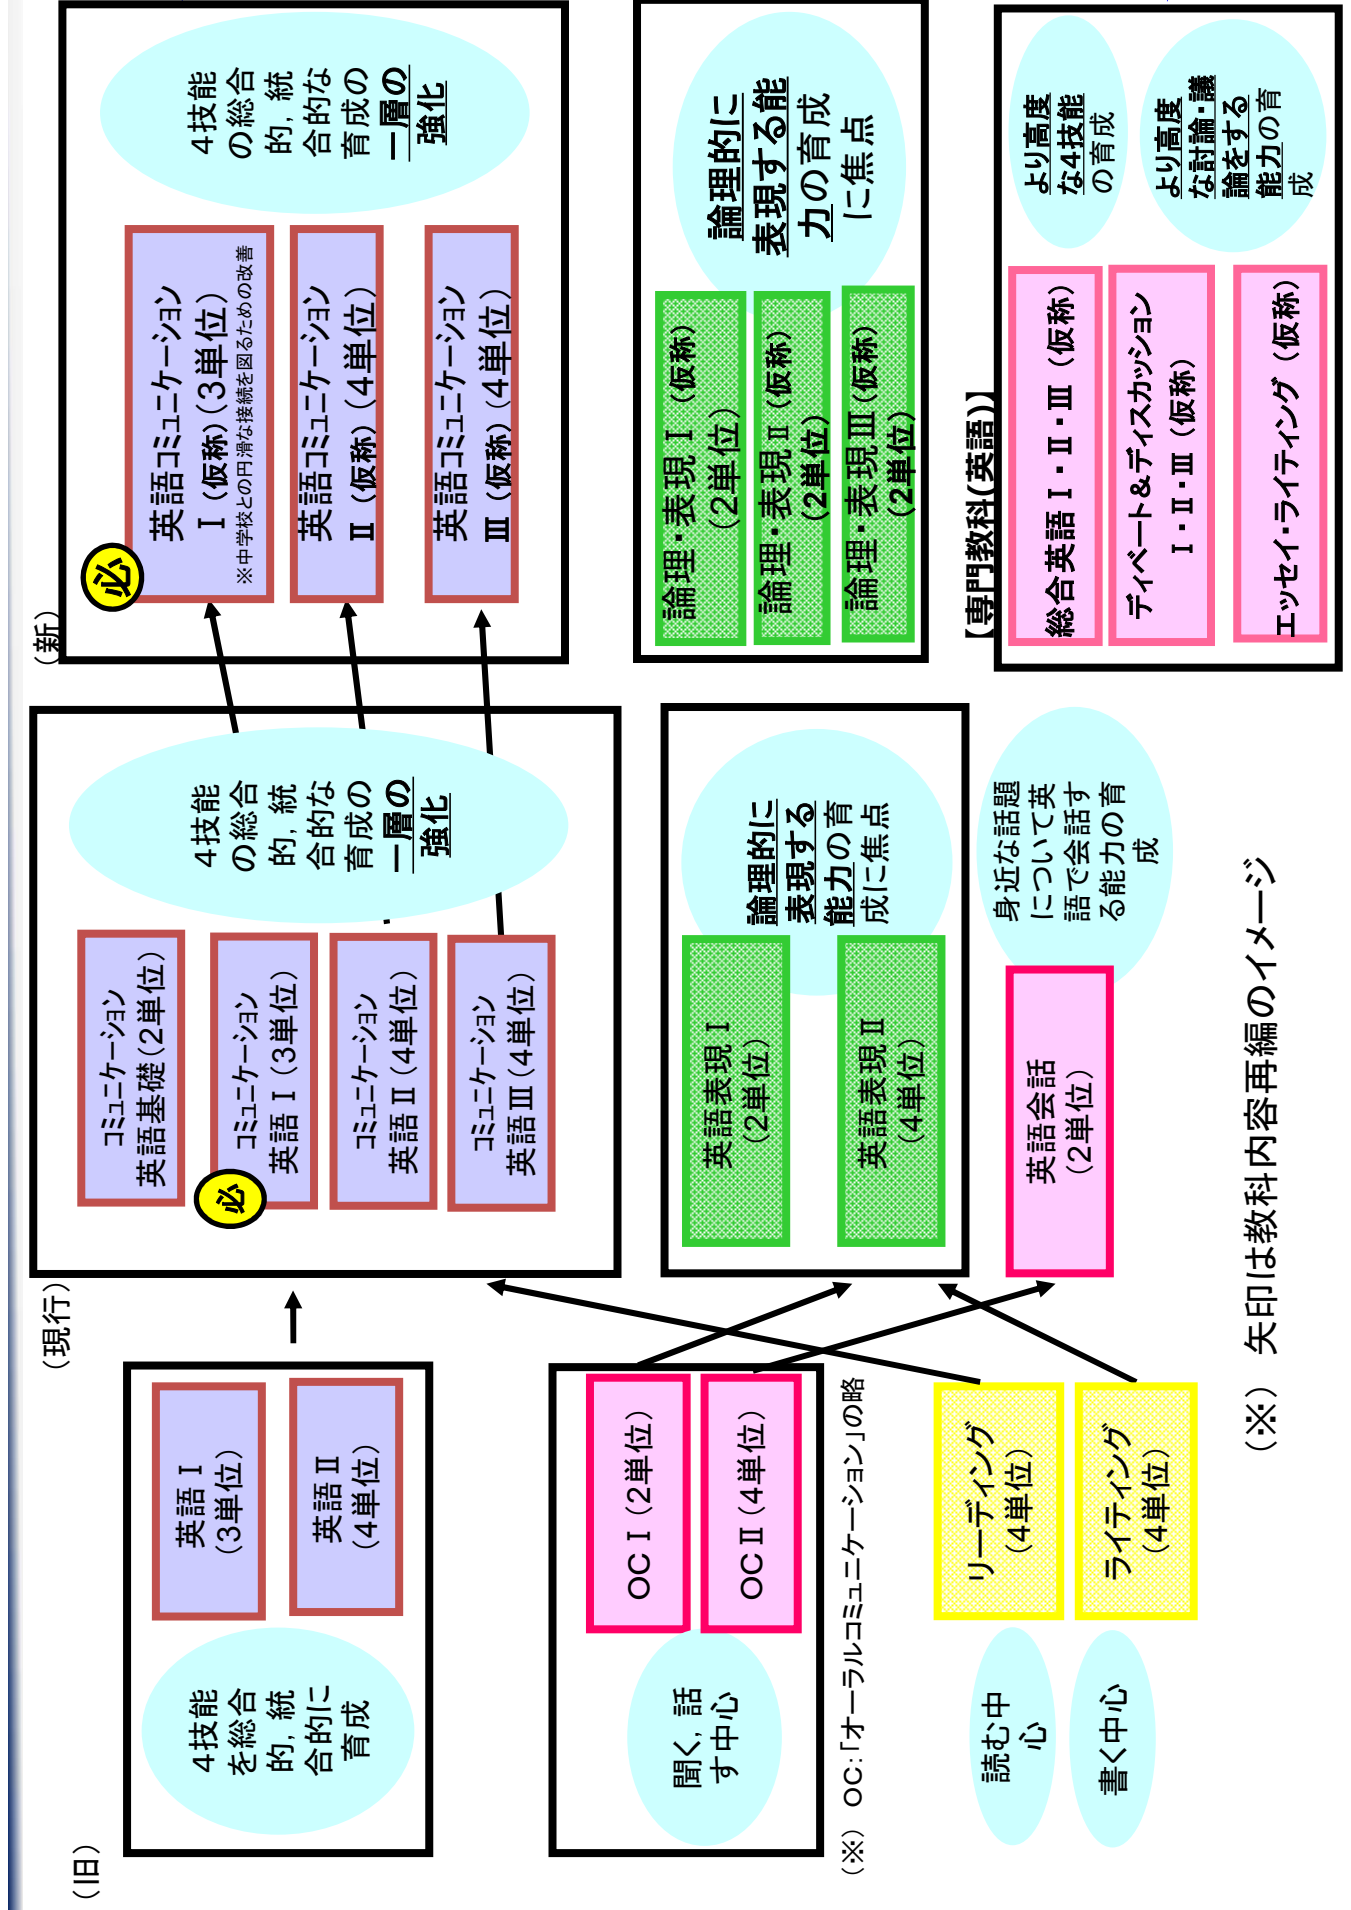 （旧）
4技能
を総合
的，統
合的に
育成
英語Ⅰ
（3単位）
英語Ⅱ
（4単位）
聞く，話
す中心
OCⅠ（2単位）
OCⅡ（4単位）
（※）　OC：「オーラルコミュニケーション」の略
読む中
心
リーディング
（4単位）
書く中心
ライティング
（4単位）
（現行）
コミュニケーション
英語基礎（2単位）
必
コミュニケーション
英語Ⅰ（3単位）
コミュニケーション
英語Ⅱ（4単位）
コミュニケーション
英語Ⅲ（4単位）
4技能
の総合
的，統
合的な
育成の
一層の
強化
英語表現Ⅰ
（2単位）
英語表現Ⅱ
（4単位）
論理的に
表現する
能力の育
成に焦点
英語会話
（2単位）
身近な話題
について英
語で会話す
る能力の育
成
（※）　矢印は教科内容再編のイメージ
（新）
必
英語コミュニケーション
Ⅰ（仮称）（3単位）
※中学校との円滑な接続を図るための改善
英語コミュニケーション
Ⅱ（仮称）（4単位）
英語コミュニケーション
Ⅲ（仮称）（4単位）
4技能
の総合
的，統
合的な
育成の
一層の
強化
論理・表現Ⅰ（仮称）
（2単位）
論理・表現Ⅱ（仮称）
（2単位）
論理・表現Ⅲ（仮称）
（2単位）
論理的に
表現する能
力の育成
に焦点
【専門教科(英語)】
総合英語Ⅰ・Ⅱ・Ⅲ（仮称）
ディベート＆ディスカッション
Ⅰ・Ⅱ・Ⅲ（仮称）
エッセイ・ライティング（仮称）
より高度
な4技能
の育成
より高度
な討論・議
論をする
能力の育
成